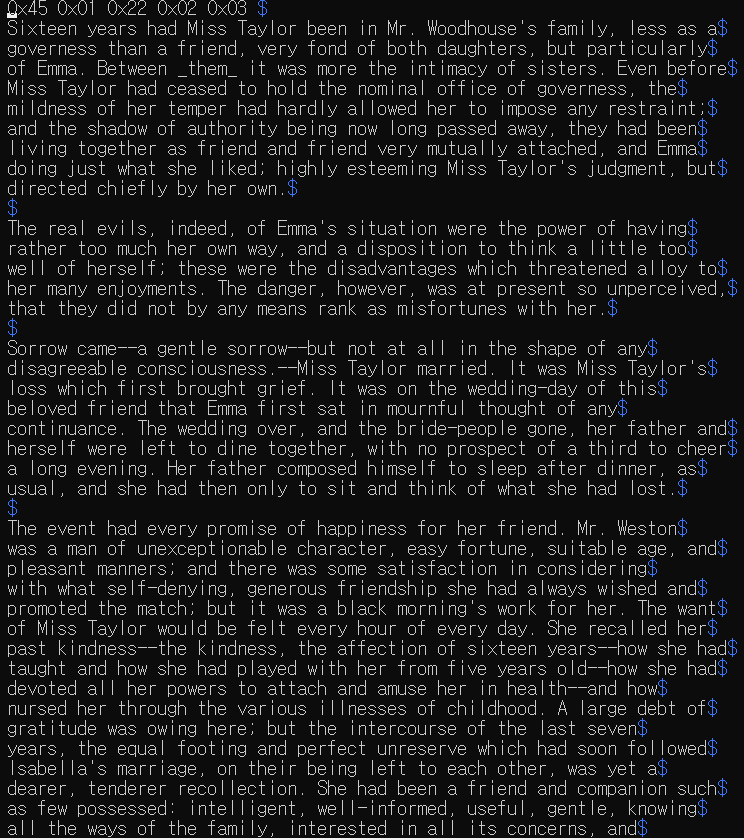 0x45 0x01 0x22 0x02 0x03 $
Sixteen years had Miss Taylor been in Mr. Woodhouse's family, less as a$
governess than a friend, very fond of both daughters, but particularly$
of Emma. Between _them_ it was more the intimacy of sisters. Even before$
Miss Taylor had ceased to hold the nominal office of governess, the$
mildness of her temper had hardly allowed her to impose any restraint;$
and the shadow of authority being now long passed away, they had been$
living together as friend and friend very mutually attached, and Emma$
doing just what she liked; highly esteeming Miss Taylor's judgment, but$
directed chiefly by her own.$
$
The real evils, indeed, of Emma's situation were the power of having$
rather too much her own way, and a disposition to think a little too$
well of herself; these were the disadvantages which threatened alloy to$
her many enjoyments. The danger, however, was at present so unperceived,$
that they did not by any means rank as misfortunes with her.$
$
Sorrow came--a gentle sorrow--but not at all in the shape of any$
disagreeable consciousness.--Miss Taylor married. It was Miss Taylor's$
loss which first brought grief. It was on the wedding-day of this$
beloved friend that Emma first sat in mournful thought of any$
continuance. The wedding over, and the bride-people gone, her father and$
herself were left to dine together, with no prospect of a third to cheer$
a long evening. Her father composed himself to sleep after dinner, as$
usual, and she had then only to sit and think of what she had lost.$
$
The event had every promise of happiness for her friend. Mr. Weston$
was a man of unexceptionable character, easy fortune, suitable age, and$
pleasant manners; and there was some satisfaction in considering$
with what self-denying, generous friendship she had always wished and$
promoted the match; but it was a black morning's work for her. The want$
of Miss Taylor would be felt every hour of every day. She recalled her$
past kindness--the kindness, the affection of sixteen years--how she had$
taught and how she had played with her from five years old--how she had$
devoted all her powers to attach and amuse her in health--and how$
nursed her through the various illnesses of childhood. A large debt of$
gratitude was owing here; but the intercourse of the last seven$
years, the equal footing and perfect unreserve which had soon followed$
Isabella's marriage, on their being left to each other, was yet a$
dearer, tenderer recollection. She had been a friend and companion such$
as few possessed: intelligent, well-informed, useful, gentle, knowing$
all the ways of the family, interested in all its concerns, and$